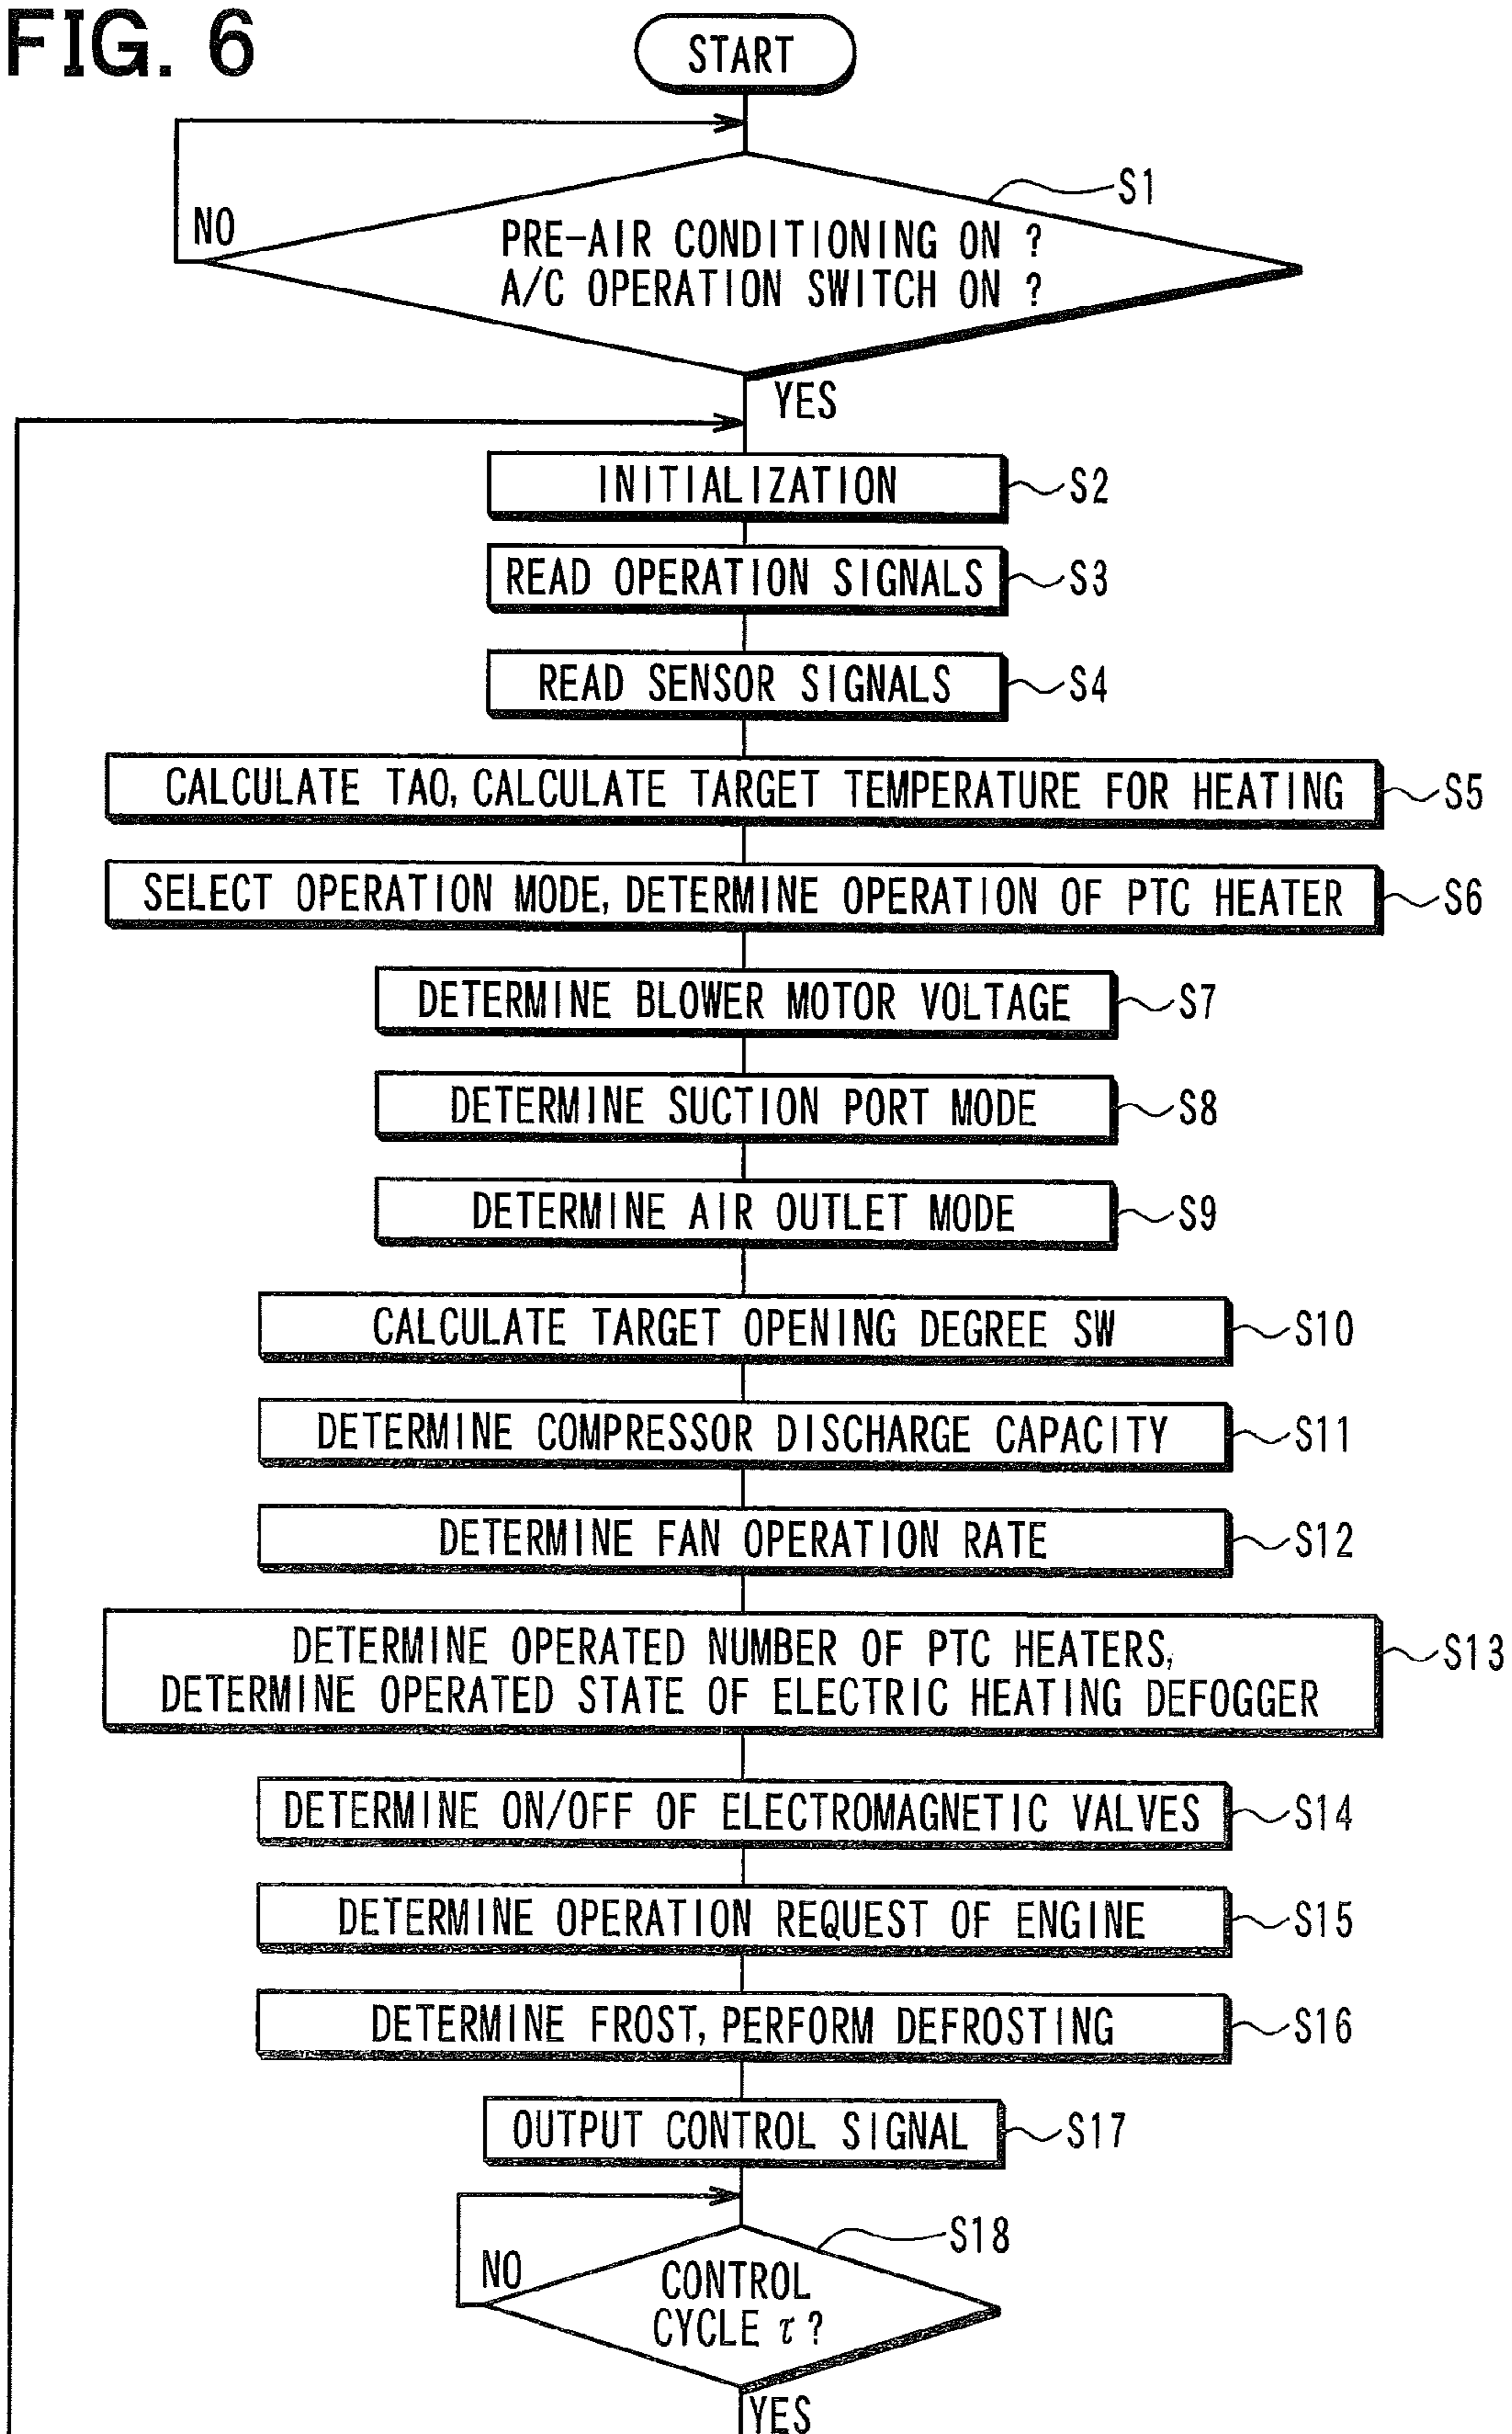 FIG. 6
START
S1
NO
PRE-AIR CONDITIONING ON ?
A/C OPERATION SWITCH ON ?
YES
INITIALIZATION
S2
READ OPERATION SIGNALS
S3
READ SENSOR SIGNALS
S4
CALCULATE TAO, CALCULATE TARGET TEMPERATURE FOR HEATING
S5
SELECT OPERATION MODE, DETERMINE OPERATION OF PTC HEATER
S6
DETERMINE BLOWER MOTOR VOLTAGE
S7
DETERMINE SUCTION PORT MODE
S8
DETERMINE AIR OUTLET MODE
S9
CALCULATE TARGET OPENING DEGREE SW
S10
DETERMINE COMPRESSOR DISCHARGE CAPACITY
S11
DETERMINE FAN OPERATION RATE
S12
DETERMINE OPERATED NUMBER OF PTC HEATERS,
DETERMINE OPERATED STATE OF ELECTRIC HEATING DEFOGGER
S13
DETERMINE ON/OFF OF ELECTROMAGNETIC VALVES
S14
DETERMINE OPERATION REQUEST OF ENGINE
S15
DETERMINE FROST, PERFORM DEFROSTING
S16
OUTPUT CONTROL SIGNAL
S17
S18
NO
CONTROL
CYCLE τ ?
YES